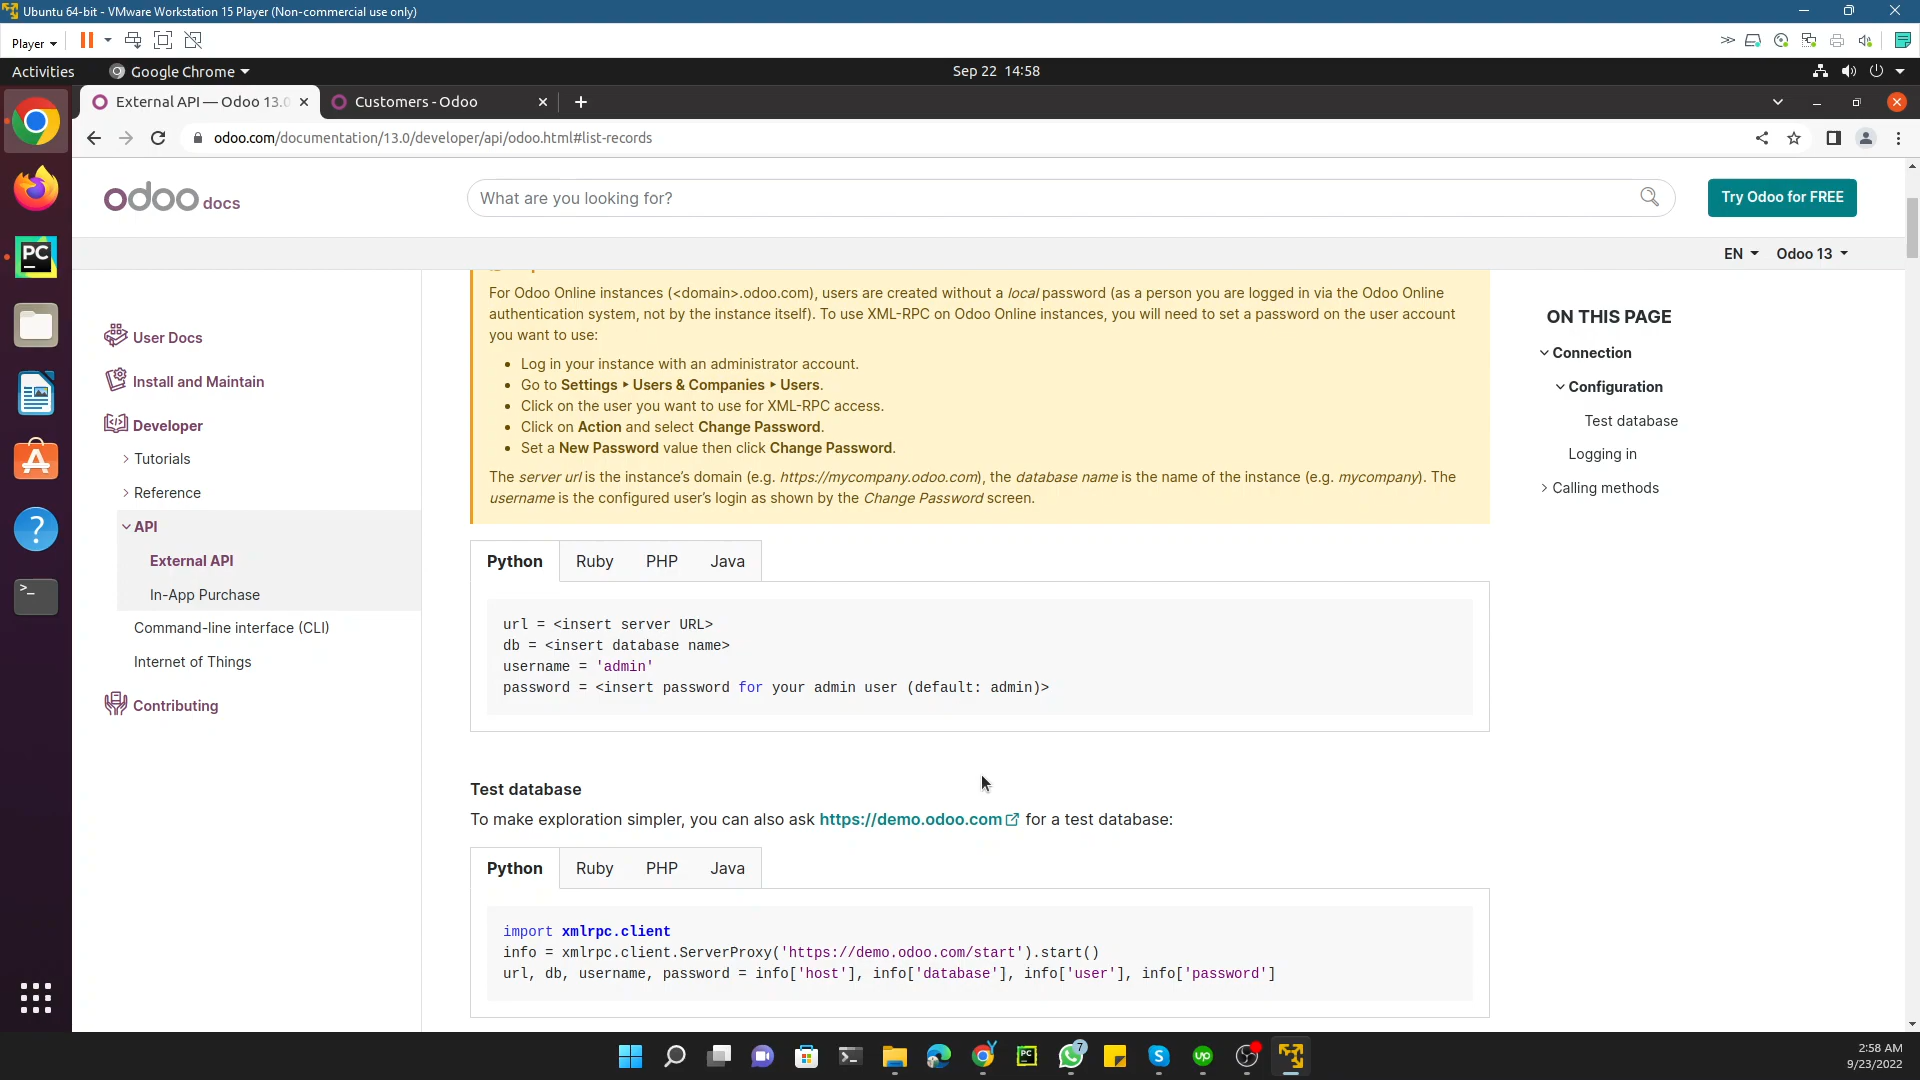 Ubuntu 64-bit - VMware Workstation 15 Player (Non-commercial use only)
Player
Activities
Google Chrome
Sep 22 14:58
External API — Odoo 13.0
Customers - Odoo
odoo.com/documentation/13.0/developer/api/odoo.html#list-records
odoo docs
What are you looking for?
Try Odoo for FREE
EN
Odoo 13
User Docs
Install and Maintain
Developer
Tutorials
Reference
API
External API
In-App Purchase
Command-line interface (CLI)
Internet of Things
Contributing
For Odoo Online instances (<domain>.odoo.com), users are created without a local password (as a person you are logged in via the Odoo Online
authentication system, not by the instance itself). To use XML-RPC on Odoo Online instances, you will need to set a password on the user account
you want to use:
• Log in your instance with an administrator account.
• Go to Settings ‣ Users & Companies ‣ Users.
• Click on the user you want to use for XML-RPC access.
• Click on Action and select Change Password.
• Set a New Password value then click Change Password.
The server url is the instance’s domain (e.g. https://mycompany.odoo.com), the database name is the name of the instance (e.g. mycompany). The
username is the configured user’s login as shown by the Change Password screen.
Python Ruby PHP Java
url = <insert server URL>
db = <insert database name>
username = 'admin'
password = <insert password for your admin user (default: admin)>
Test database
To make exploration simpler, you can also ask https://demo.odoo.com for a test database:
Python Ruby PHP Java
import xmlrpc.client
info = xmlrpc.client.ServerProxy('https://demo.odoo.com/start').start()
url, db, username, password = info['host'], info['database'], info['user'], info['password']
ON THIS PAGE
Connection
Configuration
Test database
Logging in
Calling methods
PC
>_
?
PC
7
S
up
2:58 AM
9/23/2022